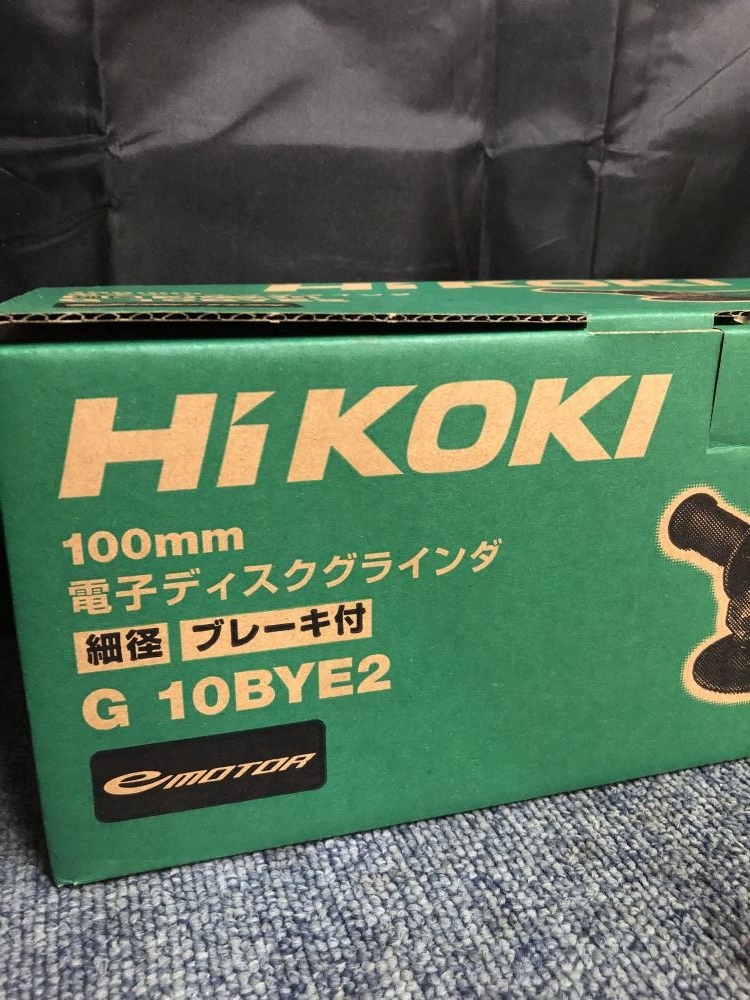 HiKOKI
HiKOKI
100mm
電子ディスクグラインダ
細径 ブレーキ付
G 10BYE2
eMOTOR